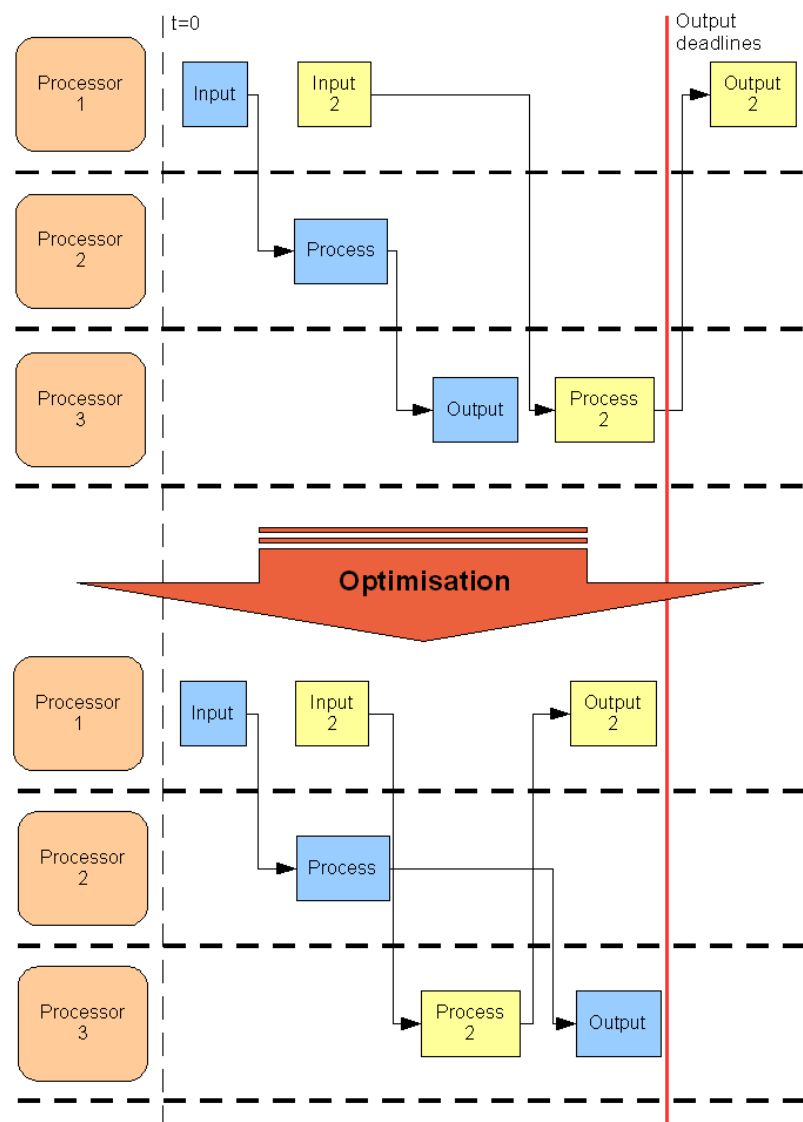 t=0
Output
deadlines
Processor
1
Input
Input
2
Output
2
Processor
2
Process
Processor
3
Output
Process
2
Optimisation
Processor
1
Input
Input
2
Output
2
Processor
2
Process
Processor
3
Process
2
Output